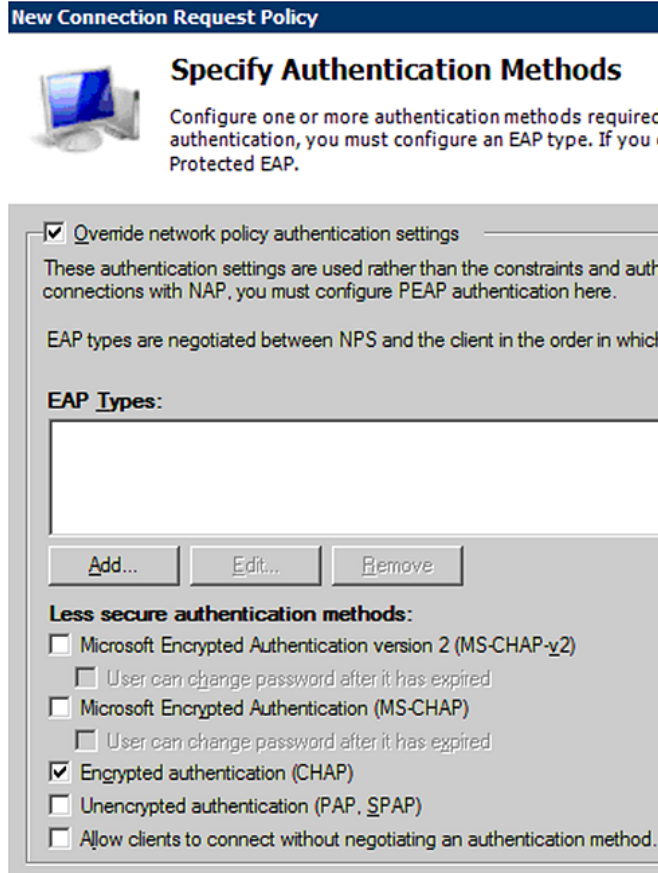 New Connection Request Policy
Specify Authentication Methods
Configure one or more authentication methods required
authentication, you must configure an EAP type. If you
Protected EAP.
Override network policy authentication settings
These authentication settings are used rather than the constraints and auth
connections with NAP, you must configure PEAP authentication here.
EAP types are negotiated between NPS and the client in the order in which
EAP Types:
Add... Edit... Remove
Less secure authentication methods:
Microsoft Encrypted Authentication version 2 (MS-CHAP-v2)
User can change password after it has expired
Microsoft Encrypted Authentication (MS-CHAP)
User can change password after it has expired
Encrypted authentication (CHAP)
Unencrypted authentication (PAP, SPAP)
Allow clients to connect without negotiating an authentication method.